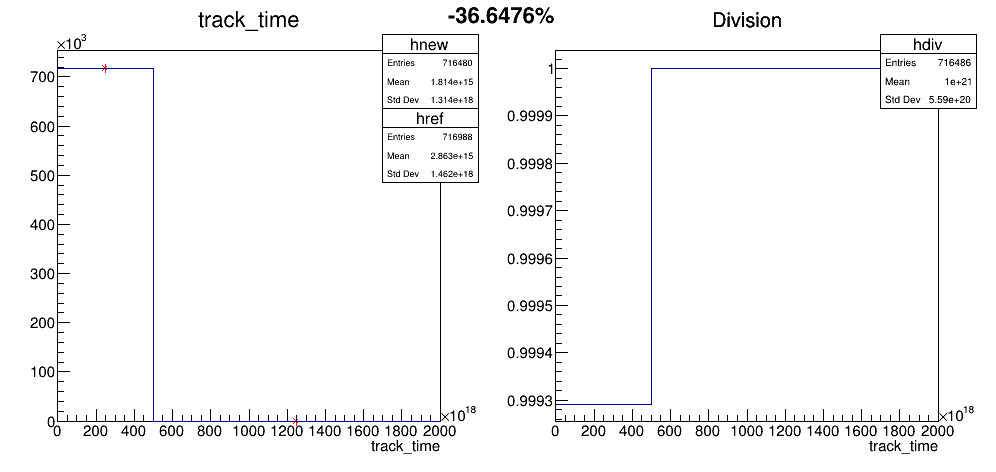 track_time
-36.6476%
Division
×10³
hnew
Entries 716480
Mean 1.814e+15
Std Dev 1.314e+18
href
Entries 716988
Mean 2.863e+15
Std Dev 1.462e+18
700
600
500
400
300
200
100
0
0 200 400 600 800 1000 1200 1400 1600 1800 2000
×10¹⁸
track_time
hdiv
Entries 716486
Mean 1e+21
Std Dev 5.59e+20
1
0.9999
0.9998
0.9997
0.9996
0.9995
0.9994
0.9993
0 200 400 600 800 1000 1200 1400 1600 1800 2000
×10¹⁸
track_time